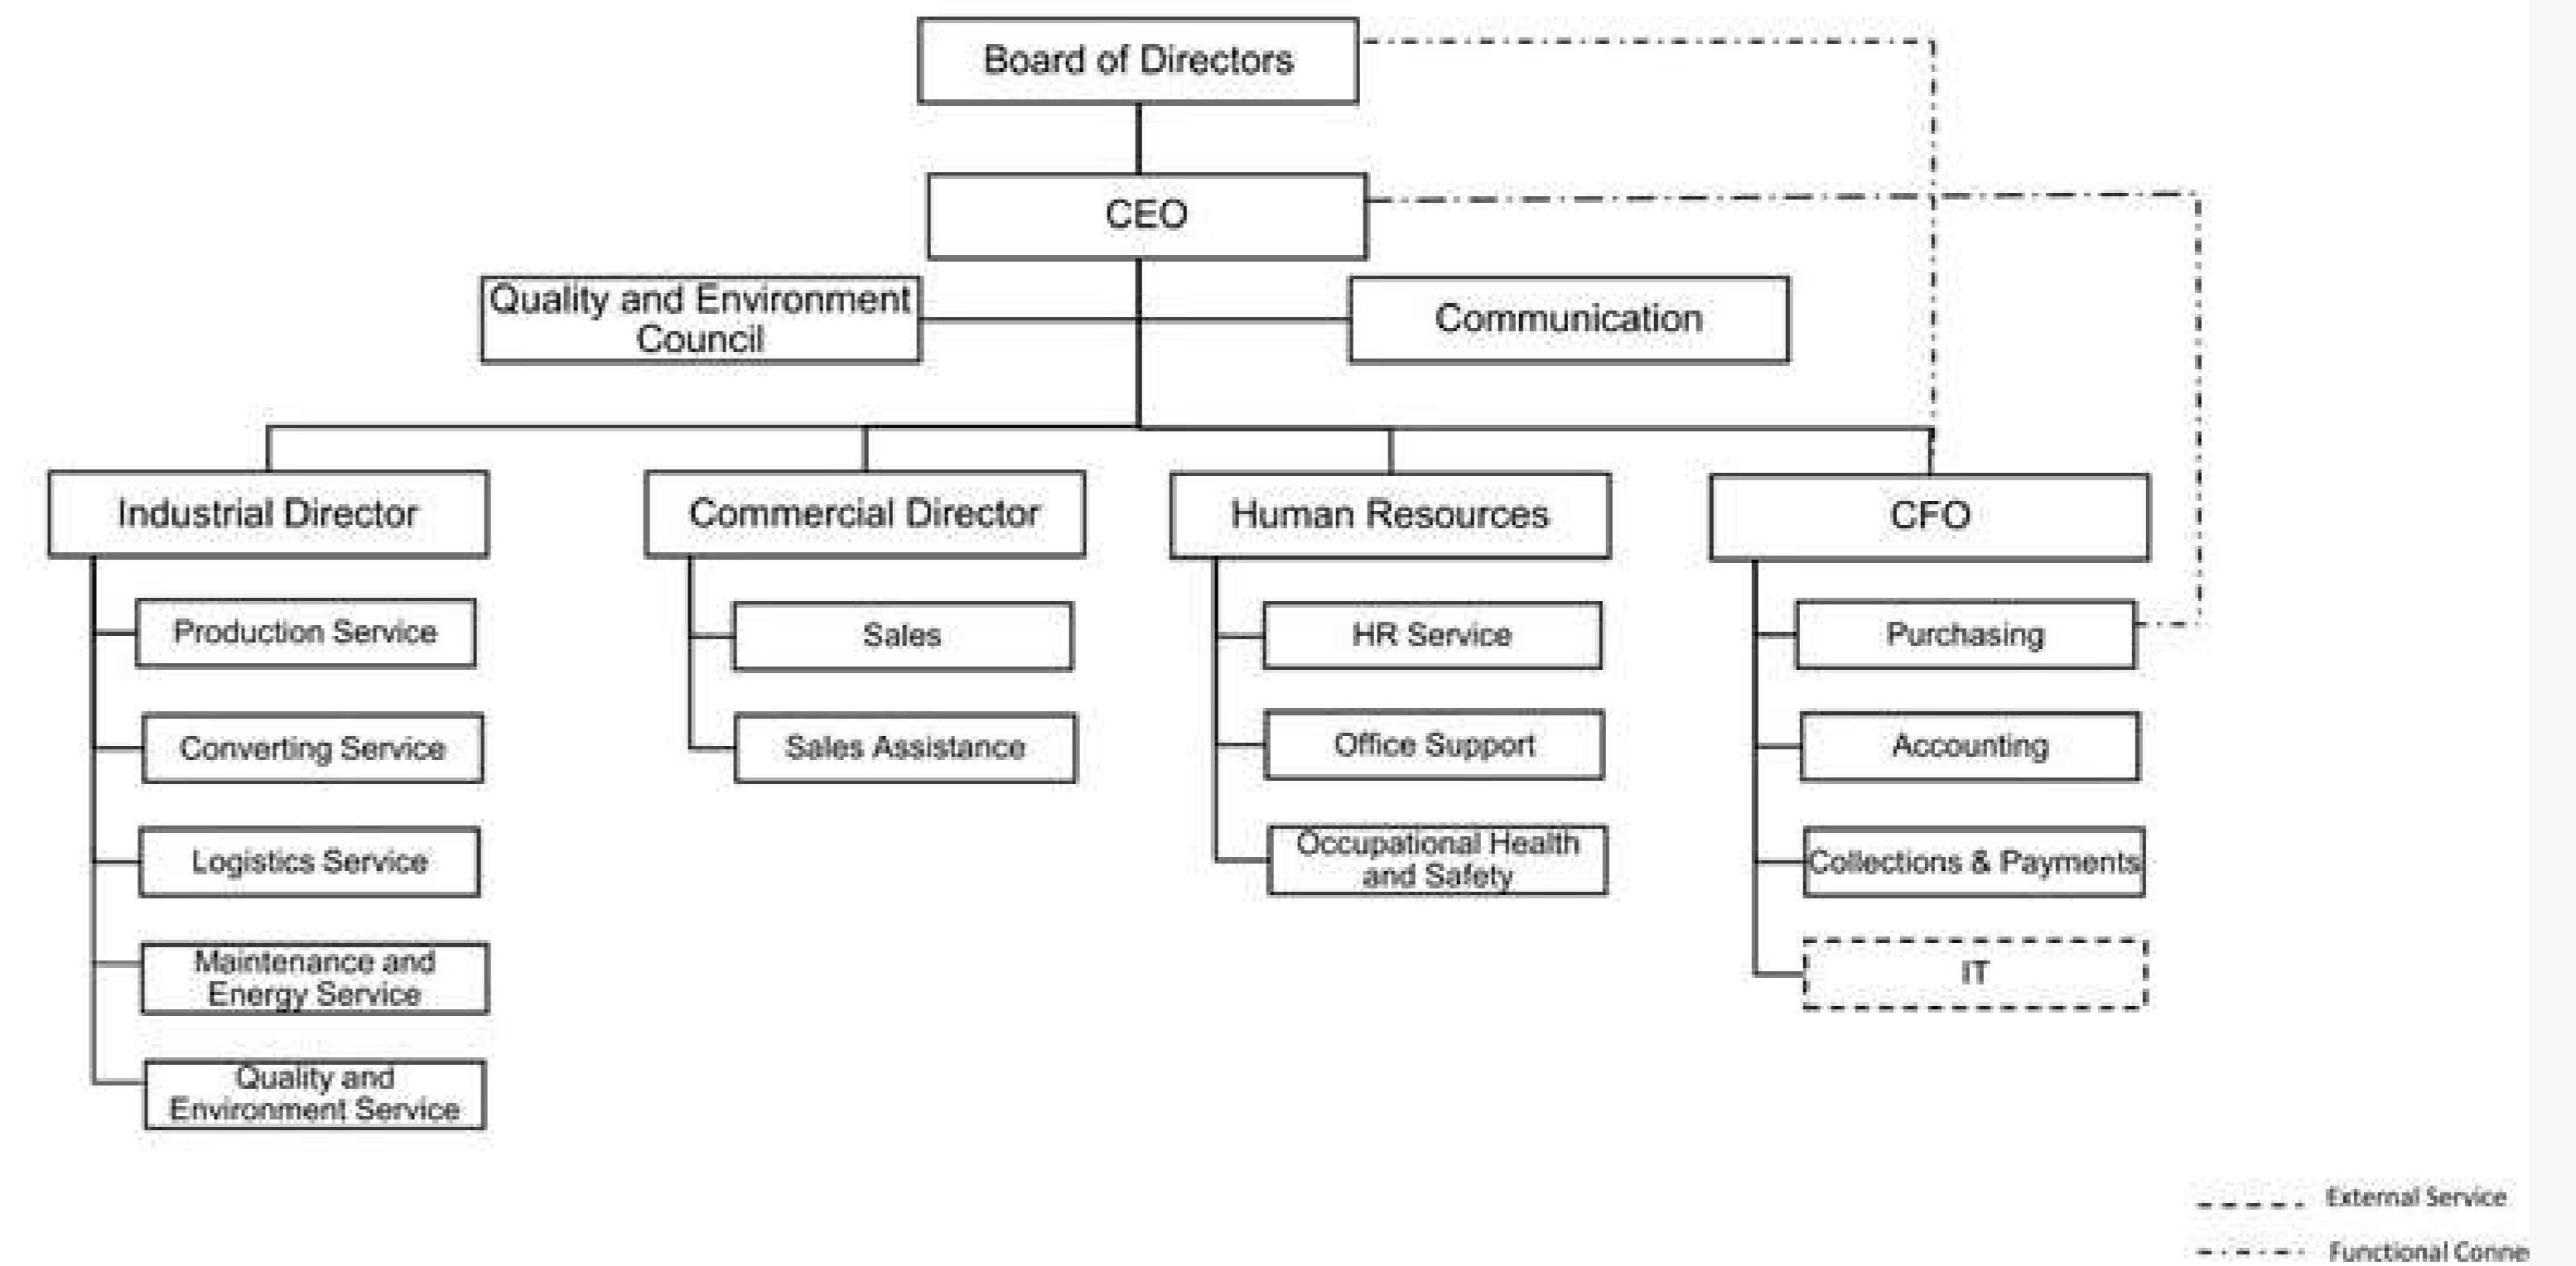 Board of Directors
CEO
Quality and Environment
Council
Communication
Industrial Director
Commercial Director
Human Resources
CFO
Production Service
Sales
HR Service
Purchasing
Converting Service
Sales Assistance
Office Support
Accounting
Logistics Service
Occupational Health
and Safety
Collections & Payments
Maintenance and
Energy Service
IT
Quality and
Environment Service
External Service
Functional Conne